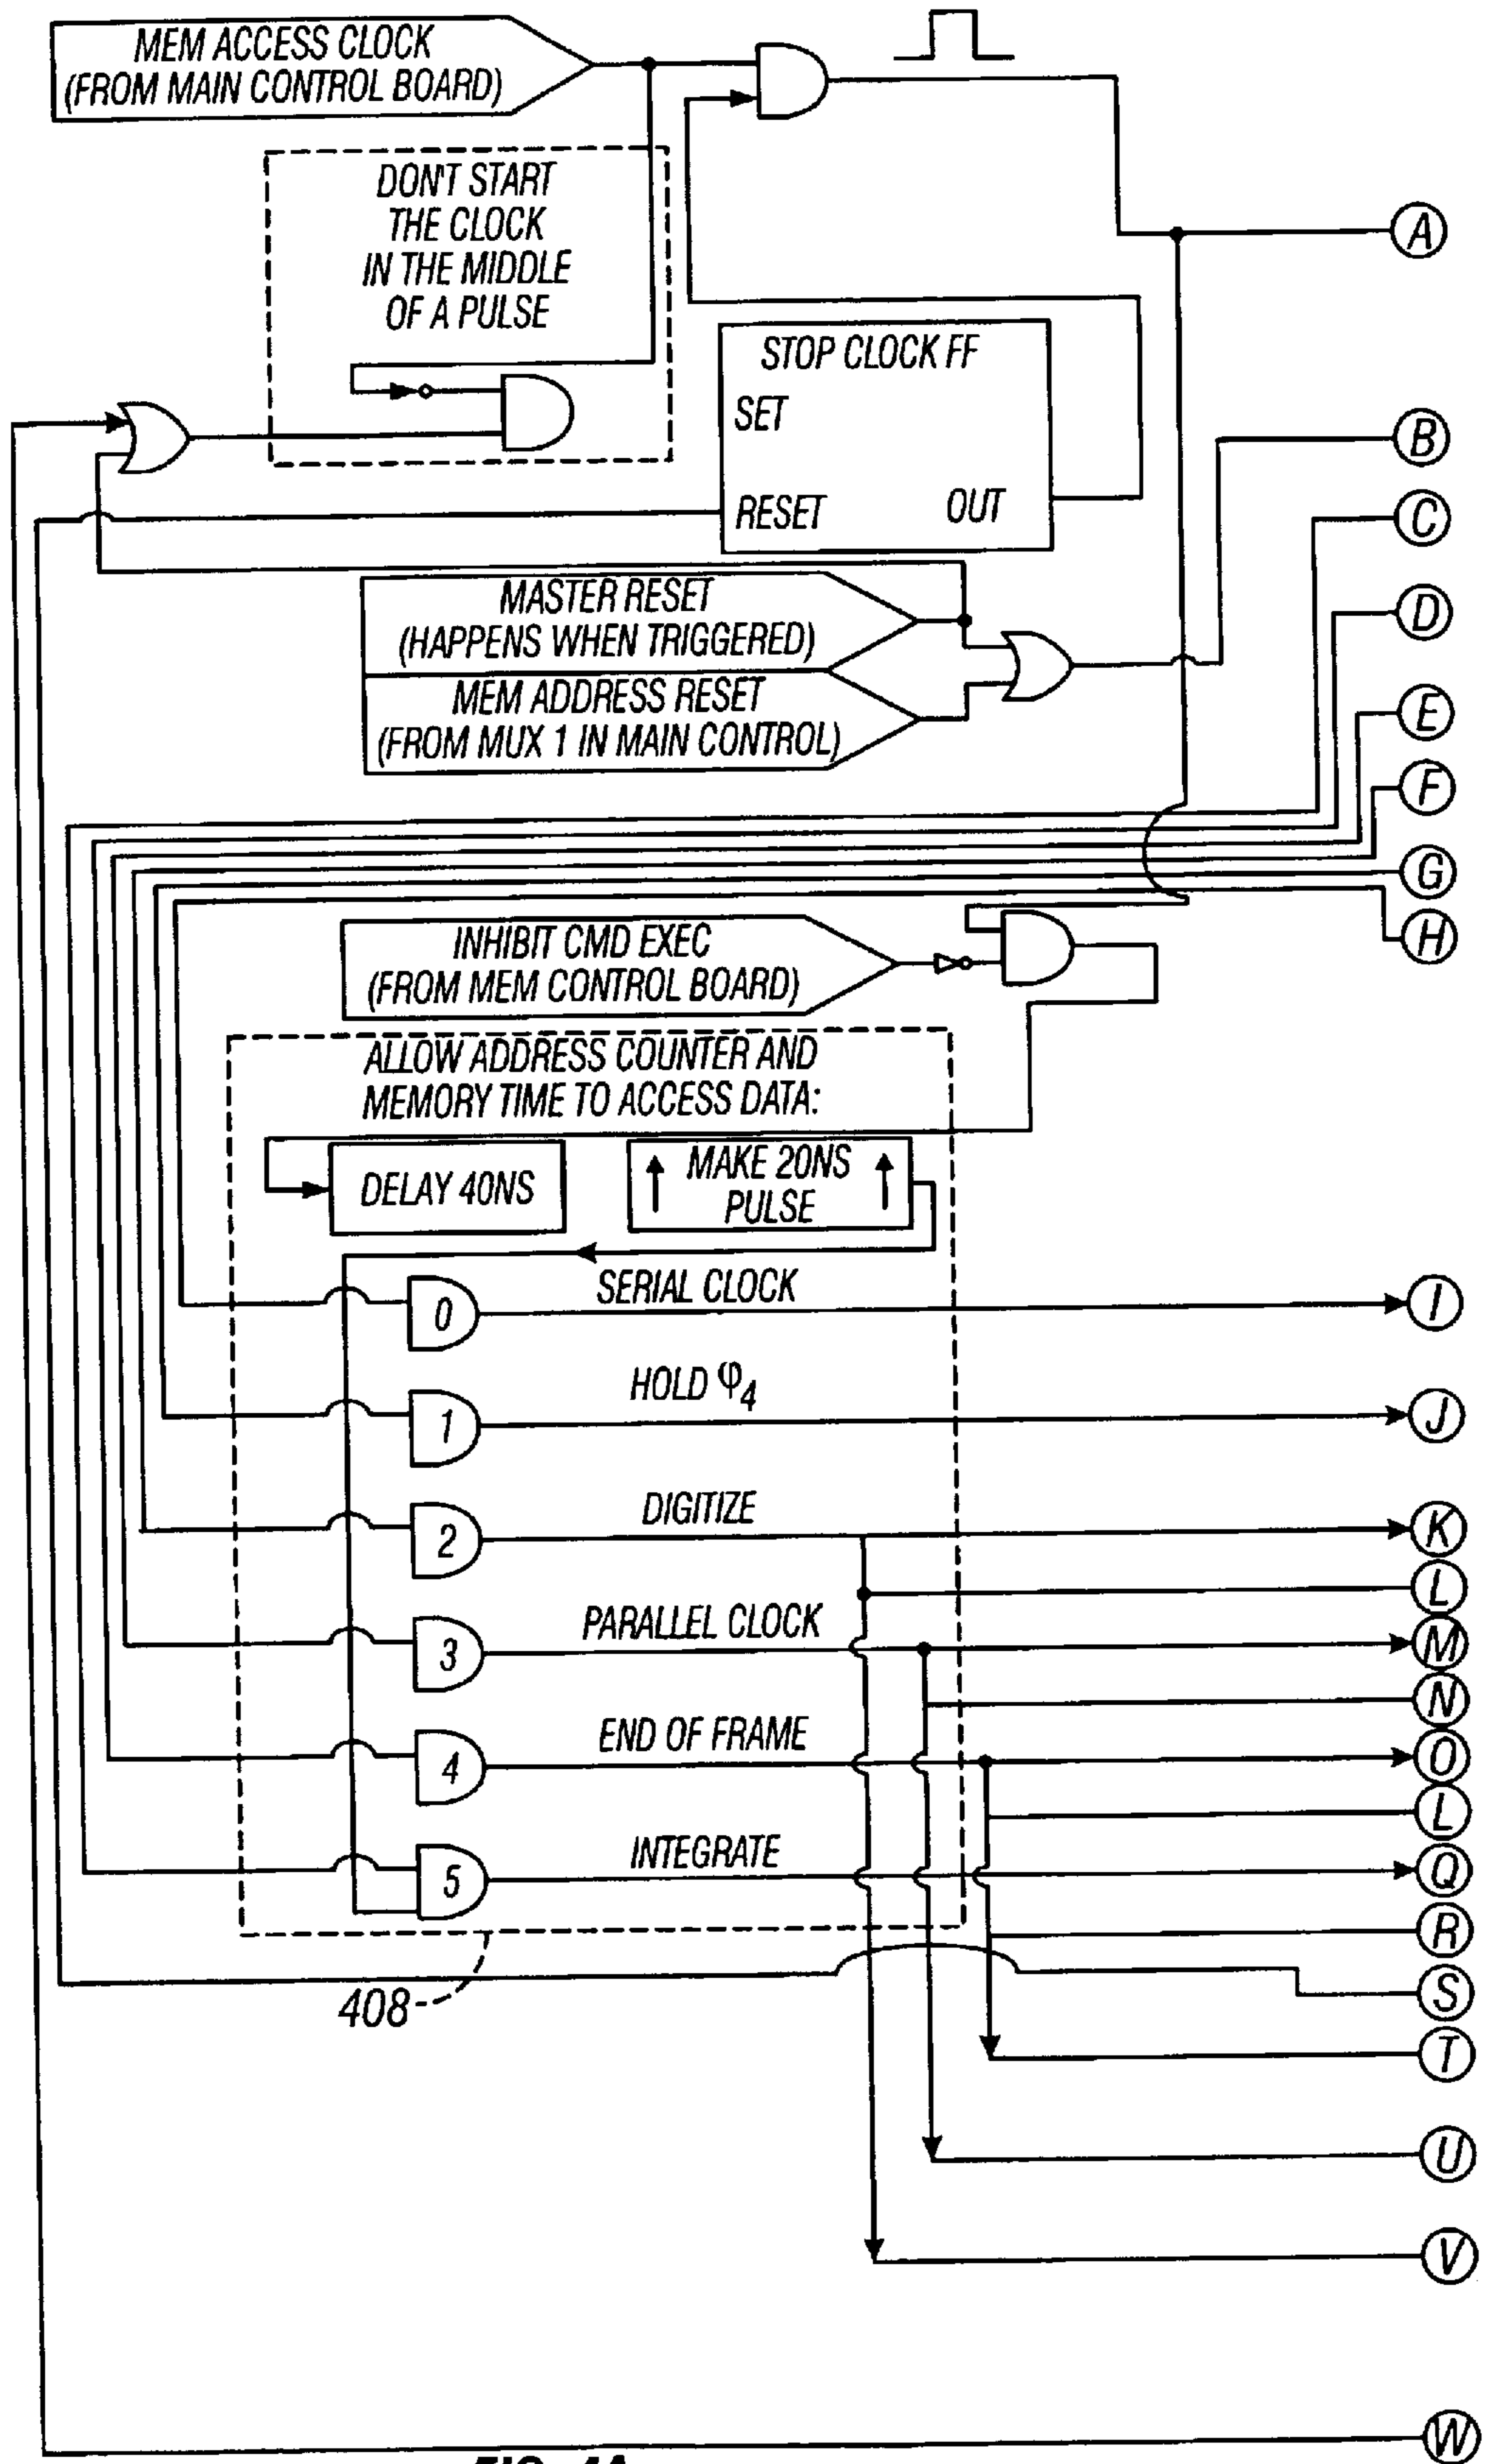 MEM ACCESS CLOCK
(FROM MAIN CONTROL BOARD)
DON'T START
THE CLOCK
IN THE MIDDLE
OF A PULSE
A
STOP CLOCK FF
SET
RESET OUT
B
C
MASTER RESET
(HAPPENS WHEN TRIGGERED)
D
MEM ADDRESS RESET
(FROM MUX 1 IN MAIN CONTROL)
E
F
G
H
INHIBIT CMD EXEC
(FROM MEM CONTROL BOARD)
ALLOW ADDRESS COUNTER AND
MEMORY TIME TO ACCESS DATA:
DELAY 40NS
MAKE 20NS
PULSE
0 SERIAL CLOCK I
1 HOLD φ4 J
2 DIGITIZE K
L
3 PARALLEL CLOCK M
N
4 END OF FRAME O
L
5 INTEGRATE Q
R
408
S
T
U
V
W